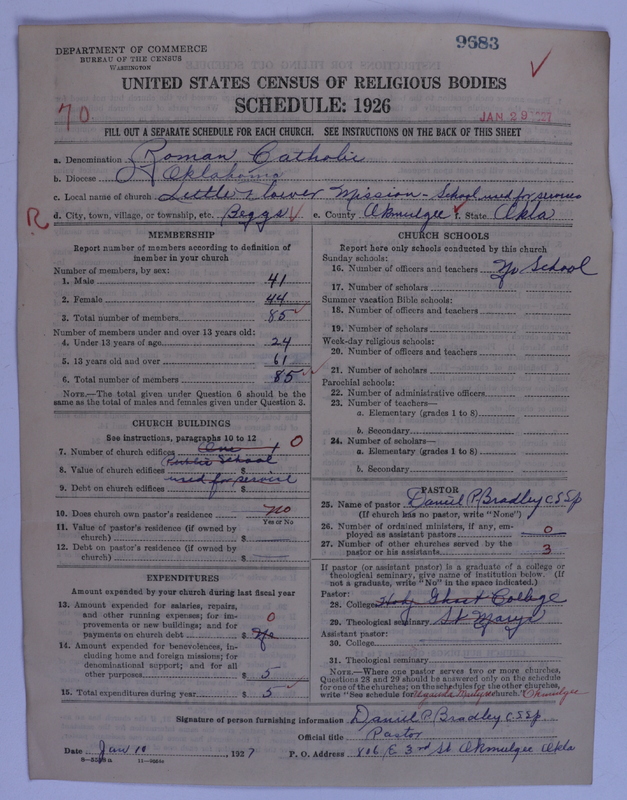 DEPARTMENT OF COMMERCE
BUREAU OF THE CENSUS
WASHINGTON
9683
UNITED STATES CENSUS OF RELIGIOUS BODIES
SCHEDULE: 1926
70
JAN 29 1927
FILL OUT A SEPARATE SCHEDULE FOR EACH CHURCH. SEE INSTRUCTIONS ON THE BACK OF THIS SHEET
a. Denomination Roman Catholic
b. Diocese Oklahoma
c. Local name of church Little Flower Mission - School used for services
R
d. City, town, village, or township, etc. Beggs e. County Okmulgee f. State Okla
MEMBERSHIP
Report number of members according to definition of
member in your church
Number of members, by sex:
1. Male 41
2. Female 44
3. Total number of members 85
Number of members under and over 13 years old:
4. Under 13 years of age 24
5. 13 years old and over 61
6. Total number of members 85
NOTE.—The total given under Question 6 should be the
same as the total of males and females given under Question 3.
CHURCH BUILDINGS
See instructions, paragraphs 10 to 12
7. Number of church edifices One 0
8. Value of church edifices $ Public School
9. Debt on church edifices $ used for service
10. Does church own pastor's residence? no
Yes or No
11. Value of pastor's residence (if owned by
church) $
12. Debt on pastor's residence (if owned by
church) $
EXPENDITURES
Amount expended by your church during last fiscal year
13. Amount expended for salaries, repairs,
and other running expenses; for im-
provements or new buildings; and for
payments on church debt $ 0
14. Amount expended for benevolences, in-
cluding home and foreign missions; for
denominational support; and for all
other purposes $ 5
15. Total expenditures during year $ 5
CHURCH SCHOOLS
Report here only schools conducted by this church
Sunday schools:
16. Number of officers and teachers No School
17. Number of scholars
Summer vacation Bible schools:
18. Number of officers and teachers
19. Number of scholars
Week-day religious schools:
20. Number of officers and teachers
21. Number of scholars
Parochial schools:
22. Number of administrative officers
23. Number of teachers—
a. Elementary (grades 1 to 8)
b. Secondary
24. Number of scholars—
a. Elementary (grades 1 to 8)
b. Secondary
PASTOR
25. Name of pastor Daniel P. Bradley C.S.Sp
(If church has no pastor, write "None")
26. Number of ordained ministers, if any, em-
ployed as assistant pastors 0
27. Number of other churches served by the
pastor or his assistants 3
If pastor (or assistant pastor) is a graduate of a college or
theological seminary, give name of institution below. (If
not a graduate, write "No" in the space indicated.)
Pastor:
28. College Holy Ghost College
29. Theological seminary St Marys
Assistant pastor:
30. College
31. Theological seminary
NOTE.—Where one pastor serves two or more churches,
Questions 28 and 29 should be answered only on the schedule
for one of the churches; on the schedules for the other churches,
write "See schedule for Uganda Martyrs church." Okmulgee
Signature of person furnishing information Daniel P. Bradley C.S.Sp.
Official title Pastor
Date Jan 10 1927 P. O. Address 806 E 3rd St Okmulgee Okla